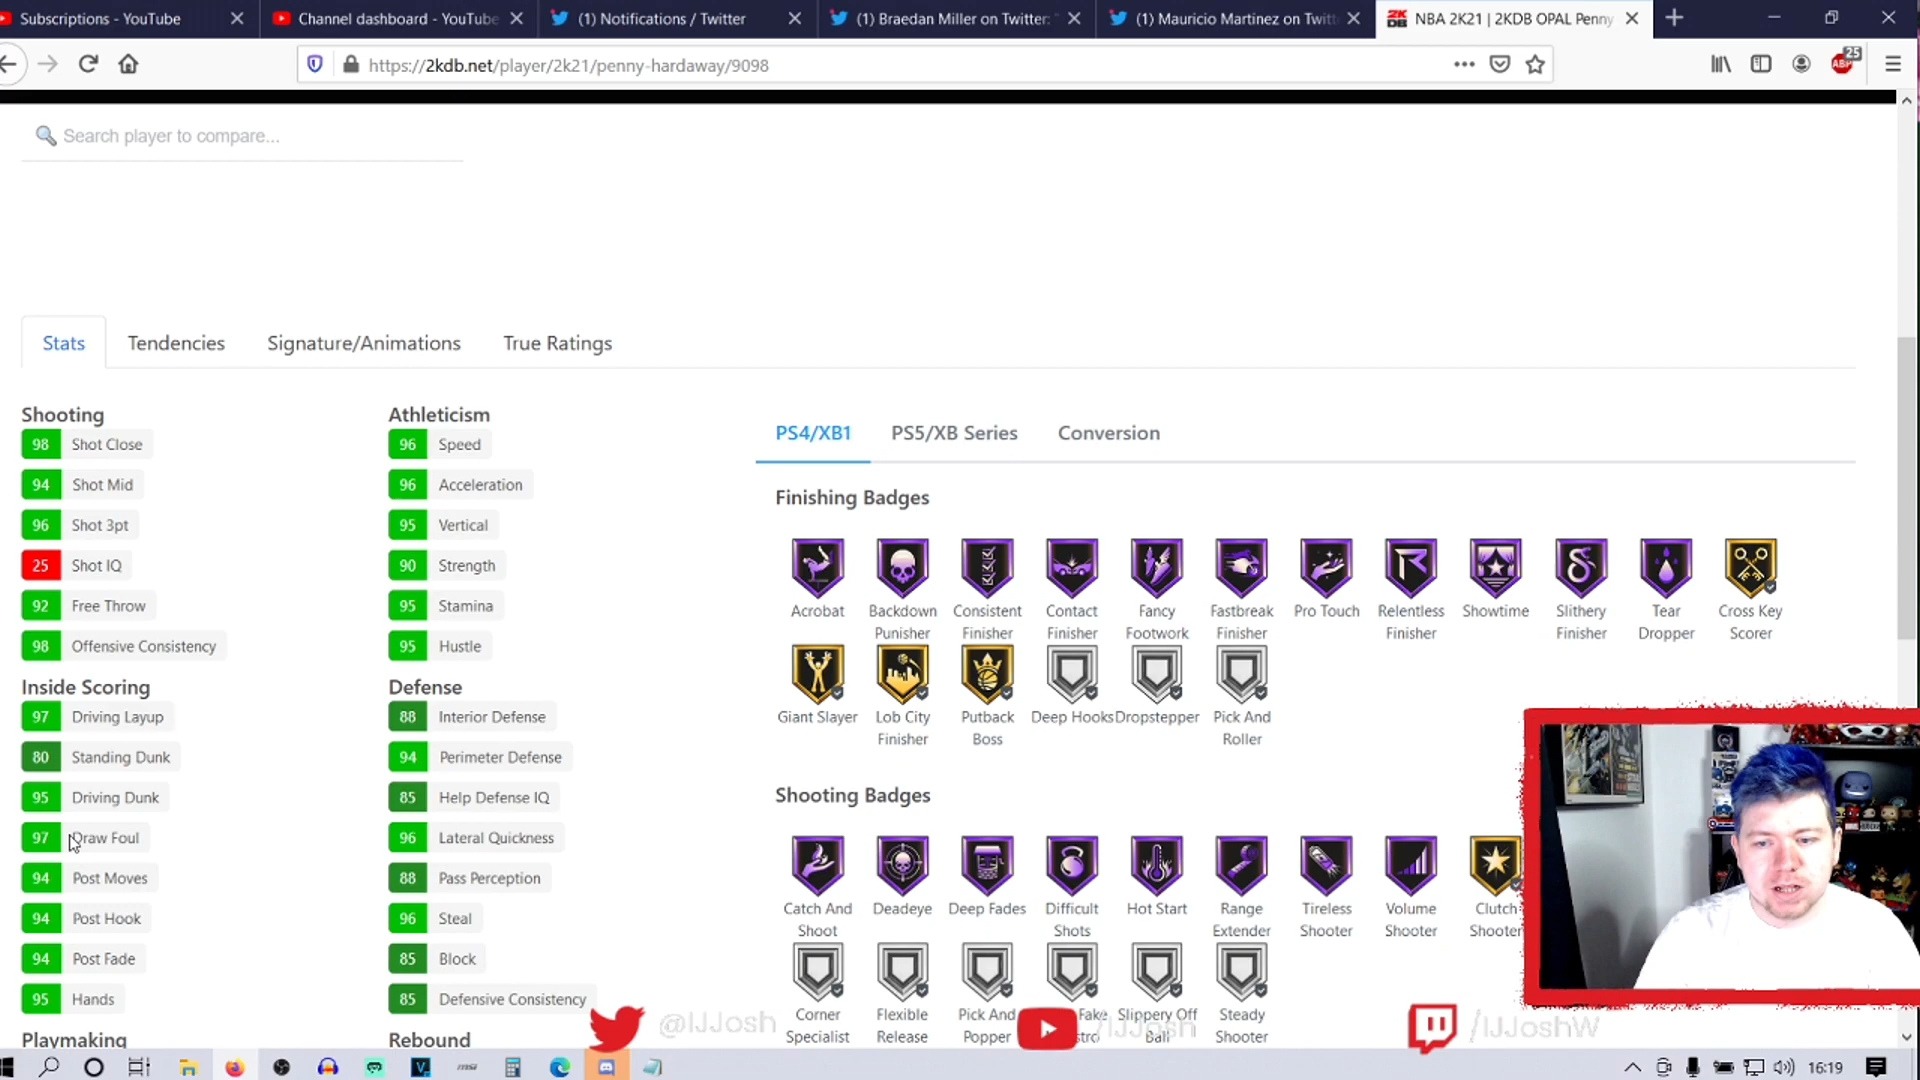 Subscriptions - YouTube
Channel dashboard - YouTube
(1) Notifications / Twitter
(1) Braedan Miller on Twitter:
(1) Mauricio Martinez on Twitt
NBA 2K21 | 2KDB OPAL Penny
https://2kdb.net/player/2k21/penny-hardaway/9098
25
ABP
Search player to compare...
Stats
Tendencies
Signature/Animations
True Ratings
Shooting
98 Shot Close
94 Shot Mid
96 Shot 3pt
25 Shot IQ
92 Free Throw
98 Offensive Consistency
Inside Scoring
97 Driving Layup
80 Standing Dunk
95 Driving Dunk
97 Draw Foul
94 Post Moves
94 Post Hook
94 Post Fade
95 Hands
Playmaking
Athleticism
96 Speed
96 Acceleration
95 Vertical
90 Strength
95 Stamina
95 Hustle
Defense
88 Interior Defense
94 Perimeter Defense
85 Help Defense IQ
96 Lateral Quickness
88 Pass Perception
96 Steal
85 Block
85 Defensive Consistency
Rebound
PS4/XB1
PS5/XB Series
Conversion
Finishing Badges
Acrobat
Backdown
Punisher
Consistent
Finisher
Contact
Finisher
Fancy
Footwork
Fastbreak
Finisher
Pro Touch
Relentless
Finisher
Showtime
Slithery
Finisher
Tear
Dropper
Cross Key
Scorer
Giant Slayer
Lob City
Finisher
Putback
Boss
Deep Hooks
Dropstepper
Pick And
Roller
Shooting Badges
Catch And
Shoot
Deadeye
Deep Fades
Difficult
Shots
Hot Start
Range
Extender
Tireless
Shooter
Volume
Shooter
Clutch
Shooter
Corner
Specialist
Flexible
Release
Pick And
Popper
Fake
Slippery Off
Ball
Steady
Shooter
@IJJosh
/IJJosh
/IJJoshW
16:19